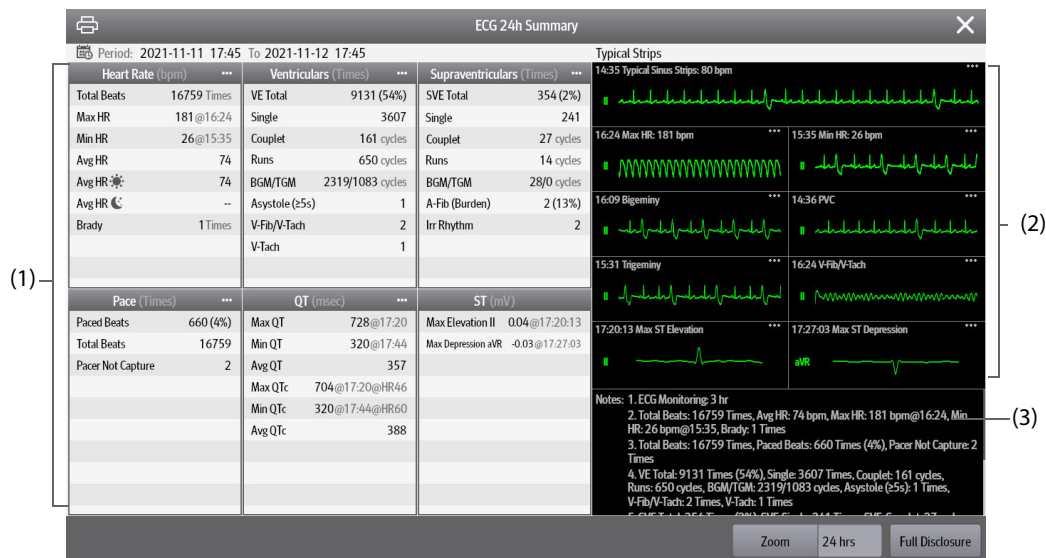 ECG 24h Summary
Period: 2021-11-11 17:45 To 2021-11-12 17:45
Typical Strips
(1)
Heart Rate (bpm)
Total Beats 16759 Times
Max HR 181@16:24
Min HR 26@15:35
Avg HR 74
Avg HR 74
Avg HR --
Brady 1 Times
Ventriculars (Times)
VE Total 9131 (54%)
Single 3607
Couplet 161 cycles
Runs 650 cycles
BGM/TGM 2319/1083 cycles
Asystole (≥5s) 1
V-Fib/V-Tach 2
V-Tach 1
Supraventriculars (Times)
SVE Total 354 (2%)
Single 241
Couplet 27 cycles
Runs 14 cycles
BGM/TGM 28/0 cycles
A-Fib (Burden) 2 (13%)
Irr Rhythm 2
Pace (Times)
Paced Beats 660 (4%)
Total Beats 16759
Pacer Not Capture 2
QT (msec)
Max QT 728@17:20
Min QT 320@17:44
Avg QT 357
Max QTc 704@17:20@HR46
Min QTc 320@17:44@HR60
Avg QTc 388
ST (mV)
Max Elevation II 0.04@17:20:13
Max Depression aVR -0.03@17:27:03
14:35 Typical Sinus Strips: 80 bpm
II
16:24 Max HR: 181 bpm
II
15:35 Min HR: 26 bpm
II
16:09 Bigeminy
II
14:36 PVC
II
15:31 Trigeminy
II
16:24 V-Fib/V-Tach
II
17:20:13 Max ST Elevation
II
17:27:03 Max ST Depression
aVR
(2)
Notes: 1. ECG Monitoring: 3 hr
2. Total Beats: 16759 Times, Avg HR: 74 bpm, Max HR: 181 bpm@16:24, Min
HR: 26 bpm@15:35, Brady: 1 Times
3. Total Beats: 16759 Times, Paced Beats: 660 Times (4%), Pacer Not Capture: 2
Times
4. VE Total: 9131 Times (54%), Single: 3607 Times, Couplet: 161 cycles,
Runs: 650 cycles, BGM/TGM: 2319/1083 cycles, Asystole (≥5s): 1 Times,
V-Fib/V-Tach: 2 Times, V-Tach: 1 Times
(3)
Zoom 24 hrs Full Disclosure